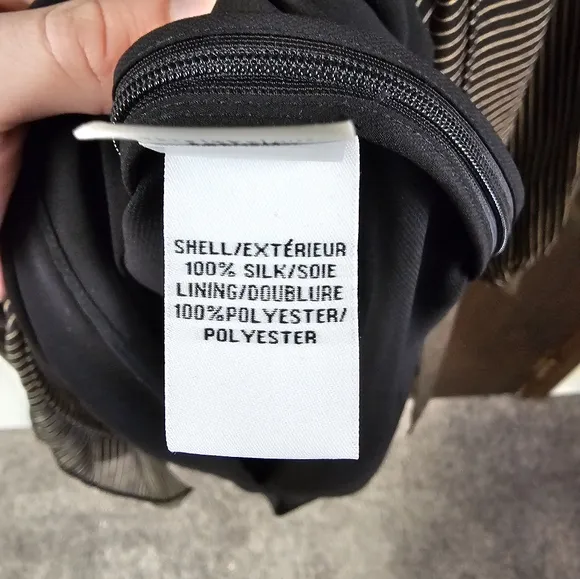 SHELL/EXTÉRIEUR
100% SILK/SOIE
LINING/DOUBLURE
100%POLYESTER/
POLYESTER